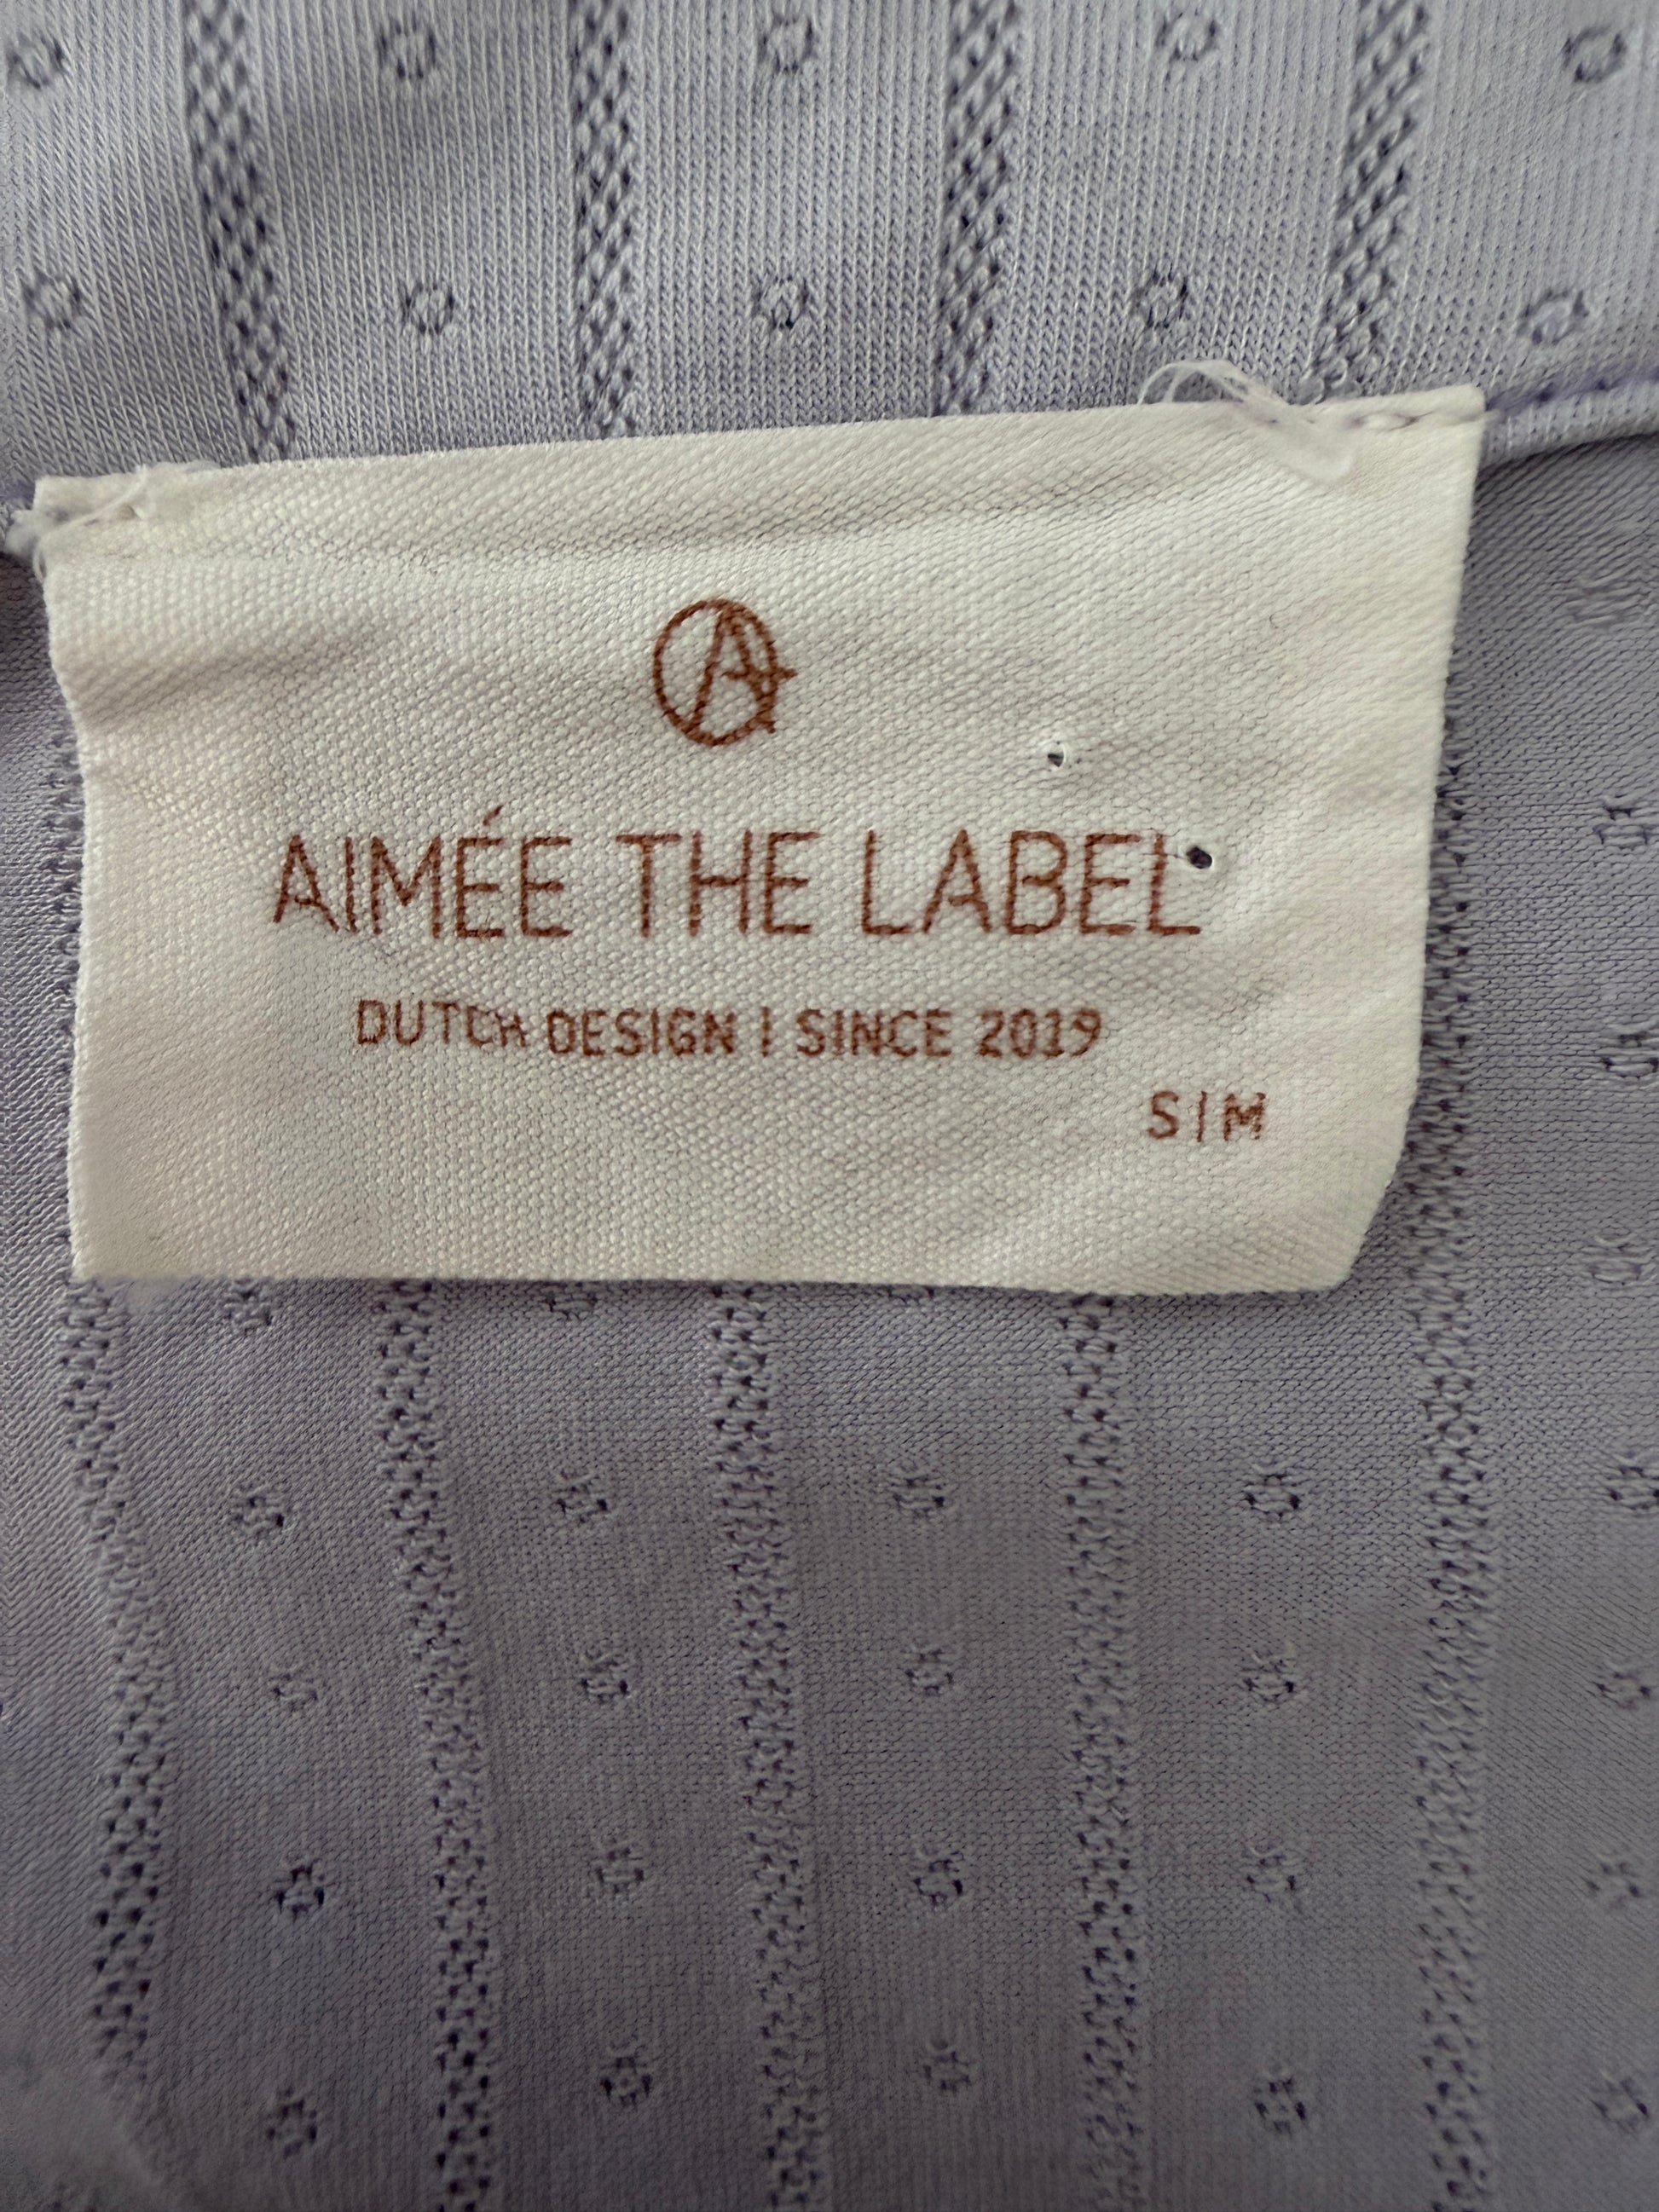 AIMÉE THE LABEL
DUTCH DESIGN | SINCE 2019
S|M